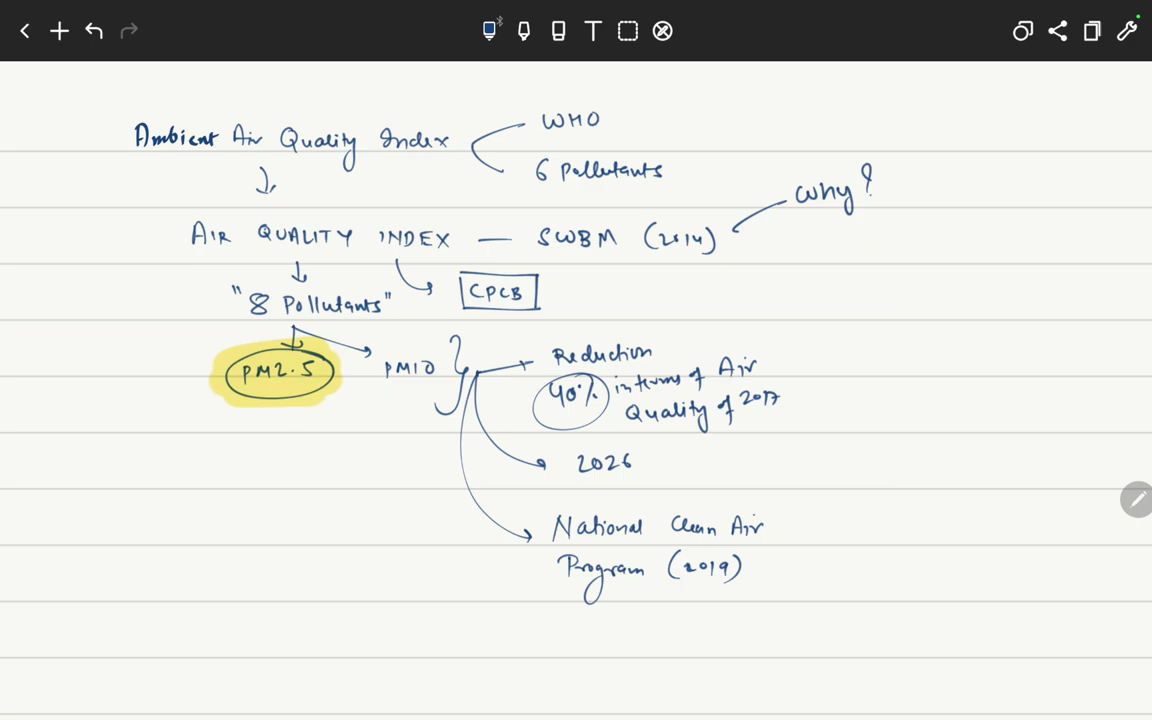 Ambient Air Quality Index
WHO
6 Pollutants
Why?
AIR QUALITY INDEX — SWBM (2014)
"8 Pollutants"
CPCB
PM2.5
PM10
Reduction
40% in terms of Air
Quality of 2017
2026
National Clean Air
Program (2019)